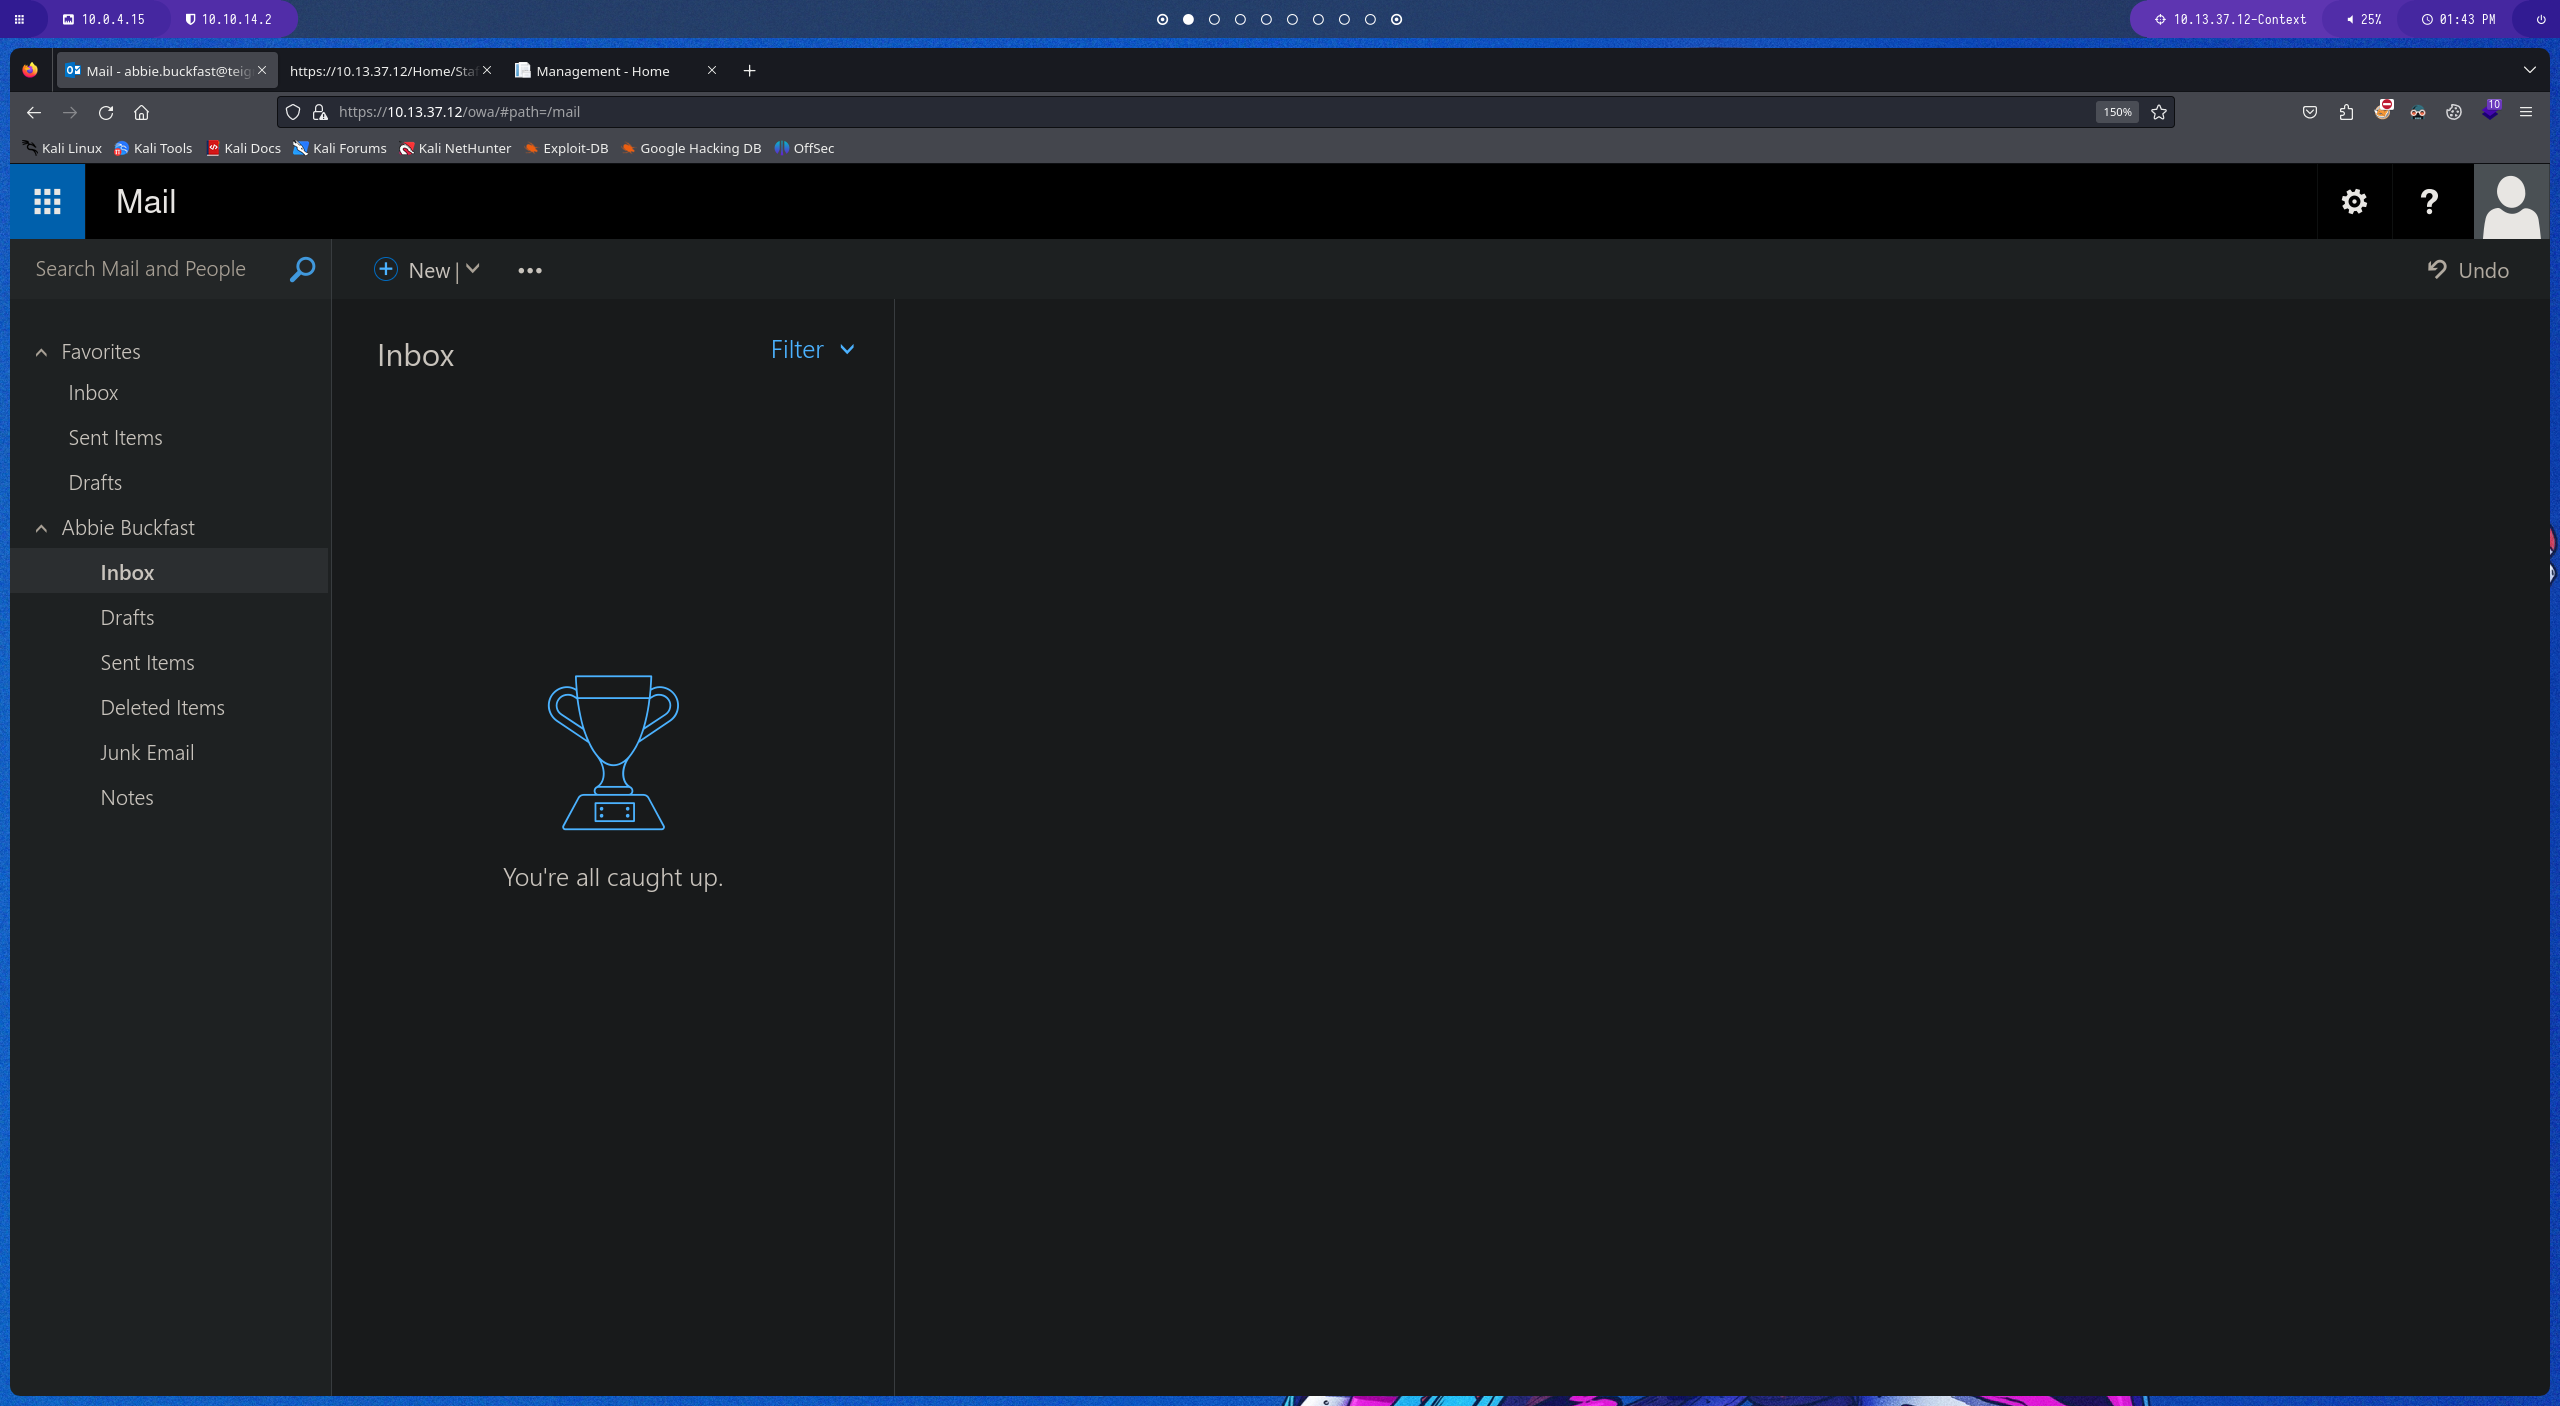 10.0.4.15 10.10.14.2 10.13.37.12-Context 25% 01:43 PM
Mail - abbie.buckfast@teig https://10.13.37.12/Home/Staf Management - Home
https://10.13.37.12/owa/#path=/mail 150% 10
Kali Linux Kali Tools Kali Docs Kali Forums Kali NetHunter Exploit-DB Google Hacking DB OffSec
Mail ?
Search Mail and People New | Undo
Favorites
Inbox
Sent Items
Drafts
Abbie Buckfast
Inbox
Drafts
Sent Items
Deleted Items
Junk Email
Notes
Inbox Filter
You're all caught up.